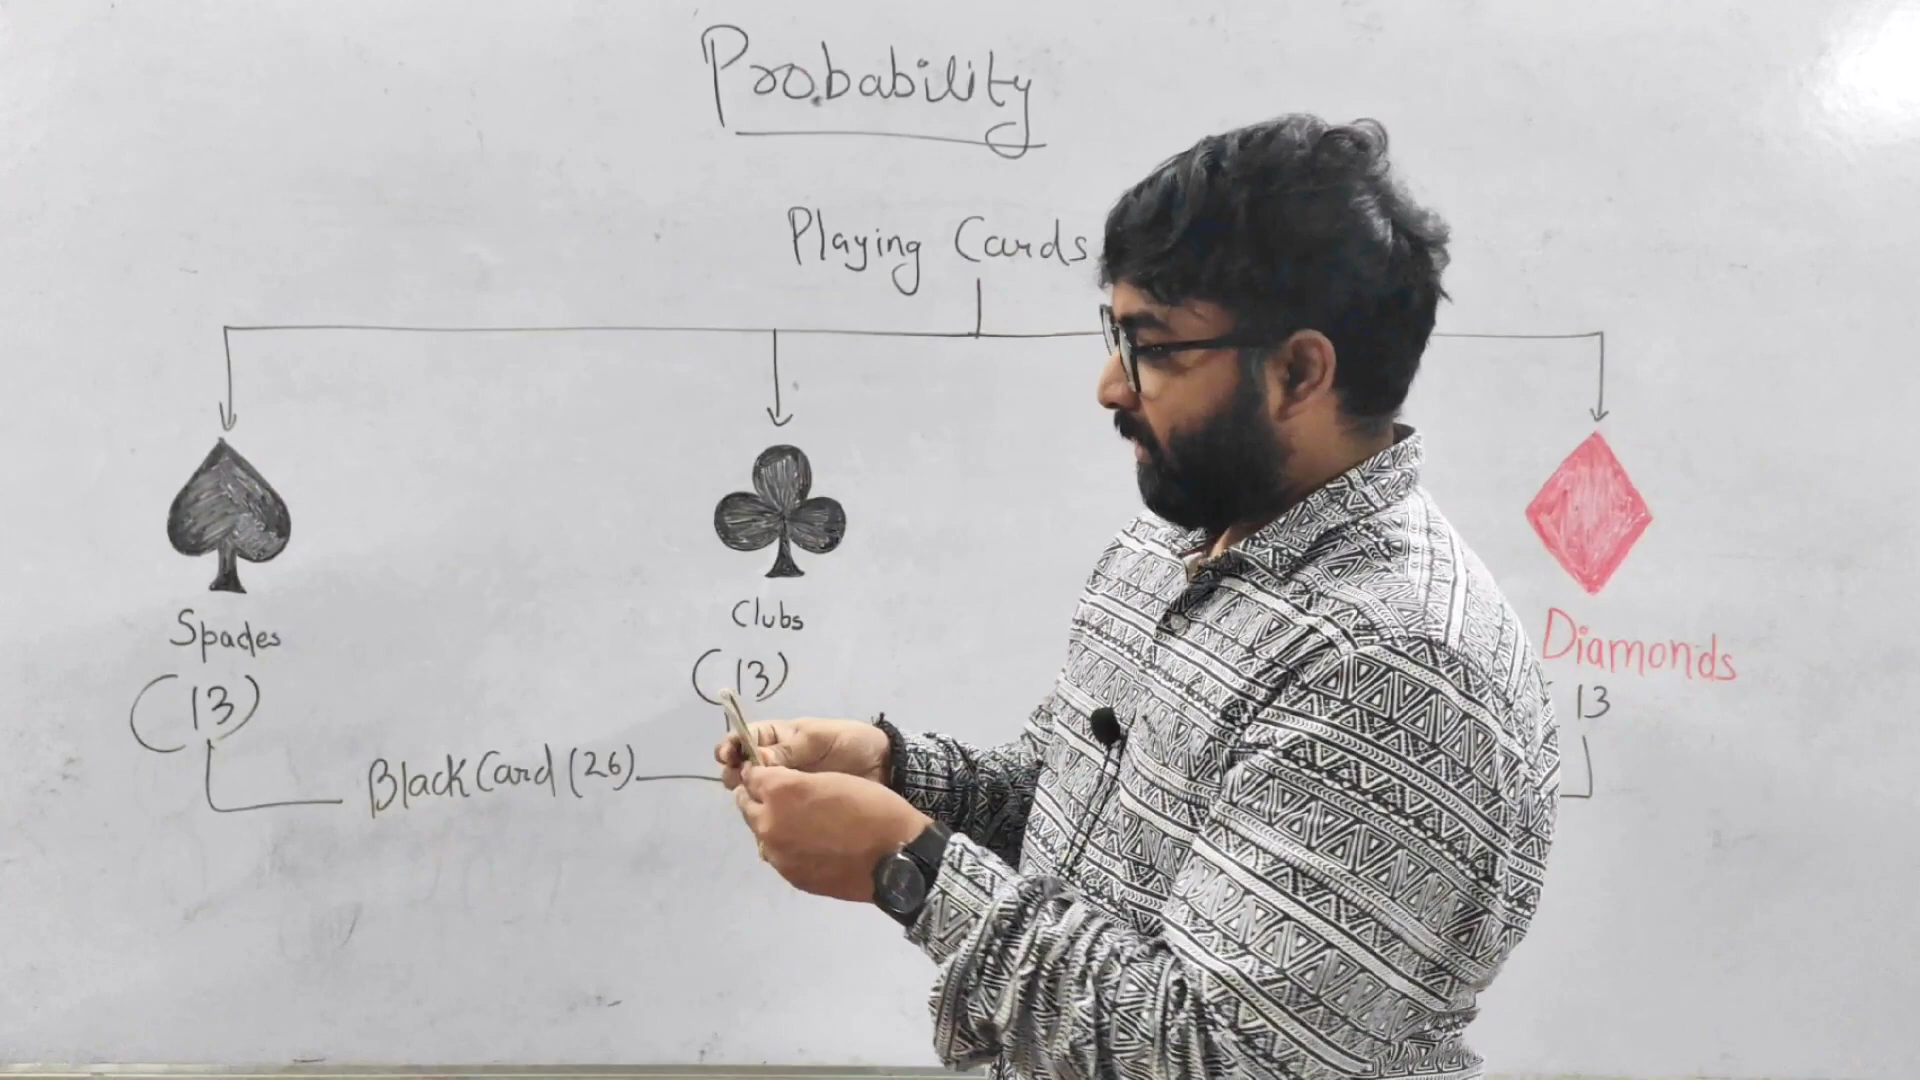 Probability
Playing Cards
Spades
Clubs
Diamonds
(13)
(13)
13
Black Card (26)